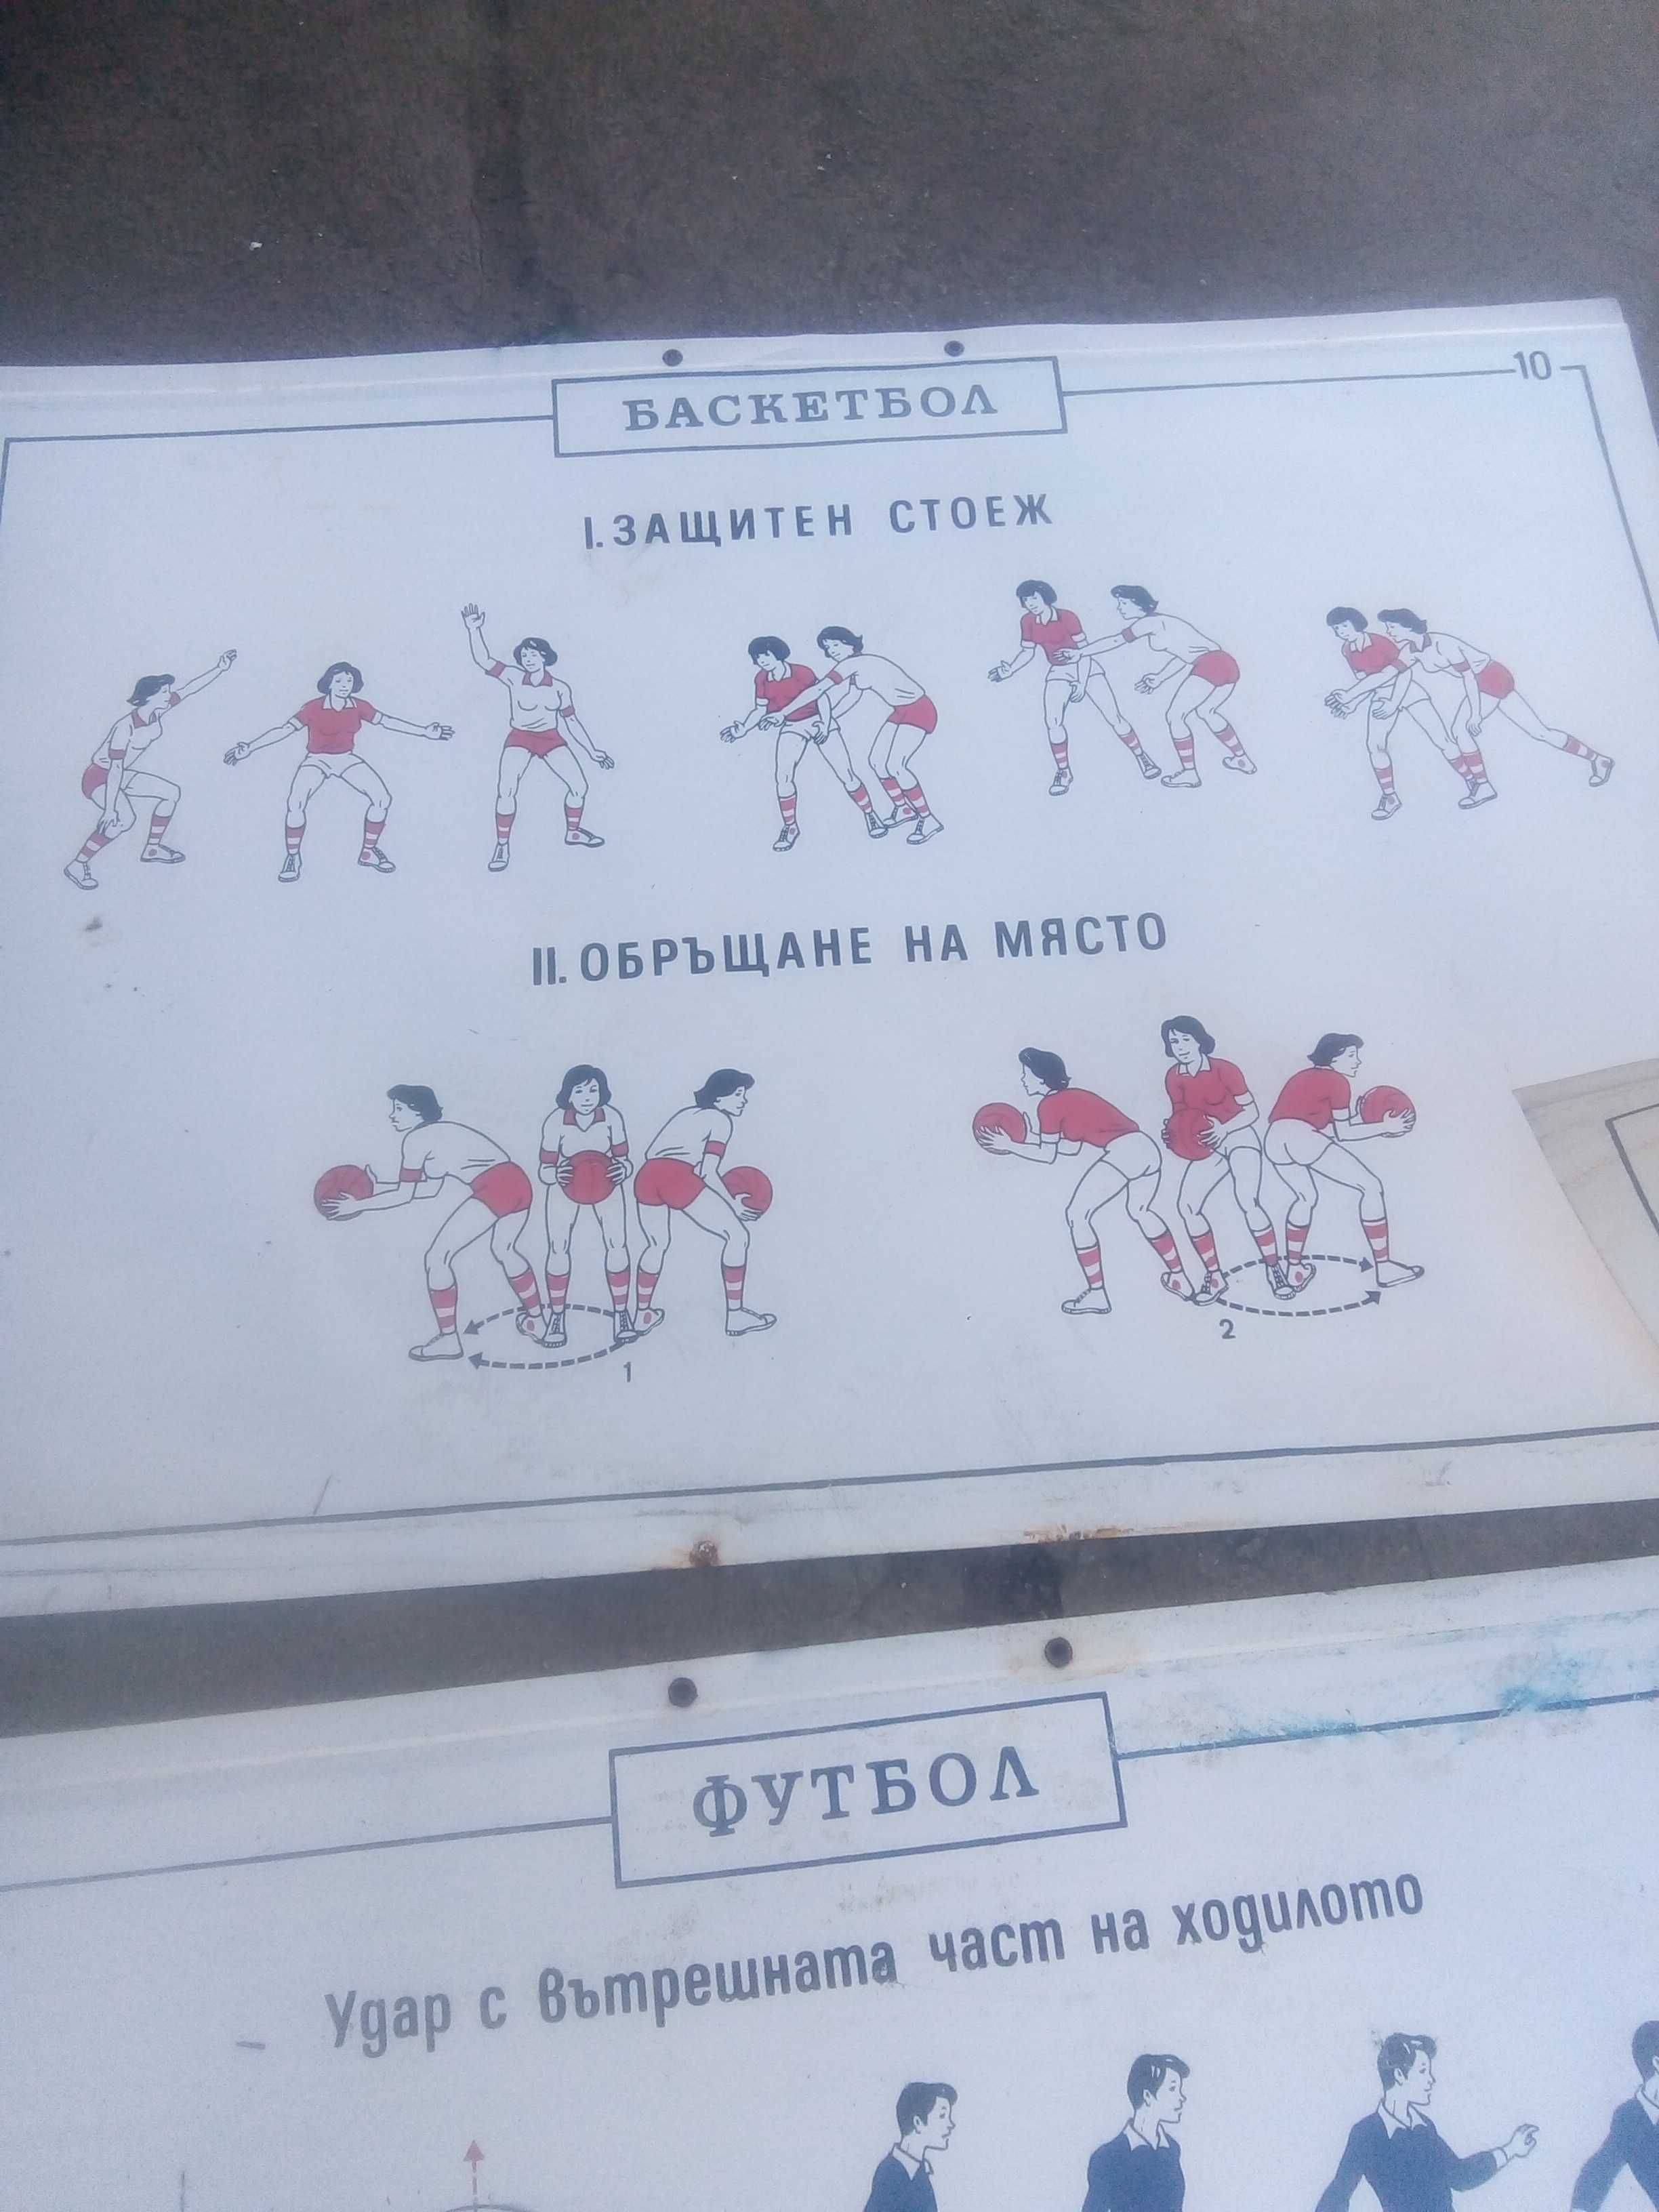 БАСКЕТБОЛ
10
I. ЗАЩИТЕН СТОЕЖ
II. ОБРЪЩАНЕ НА МЯСТО
1
2
ФУТБОЛ
Удар с вътрешната част на ходилото